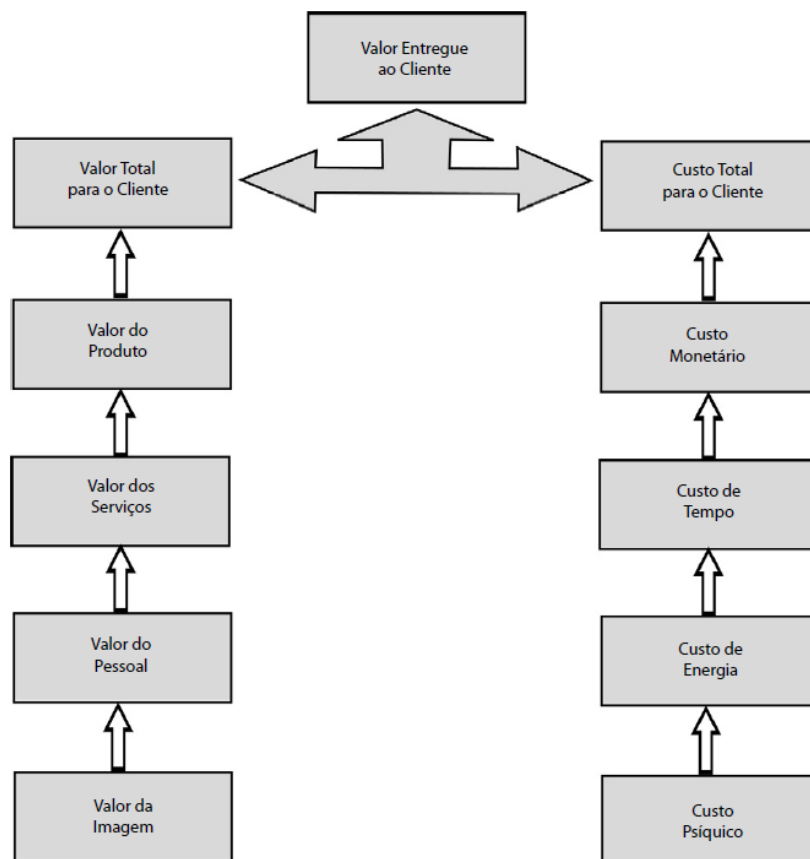 Valor Entregue
ao Cliente
Valor Total
para o Cliente
Custo Total
para o Cliente
Valor do
Produto
Custo
Monetário
Valor dos
Serviços
Custo de
Tempo
Valor do
Pessoal
Custo de
Energia
Valor da
Imagem
Custo
Psíquico